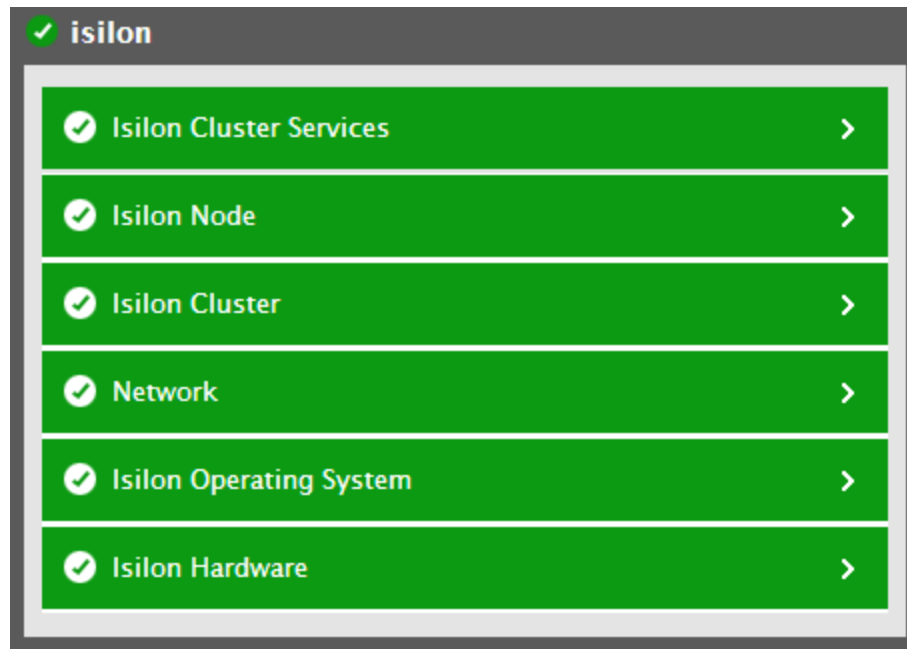 isilon
Isilon Cluster Services
Isilon Node
Isilon Cluster
Network
Isilon Operating System
Isilon Hardware